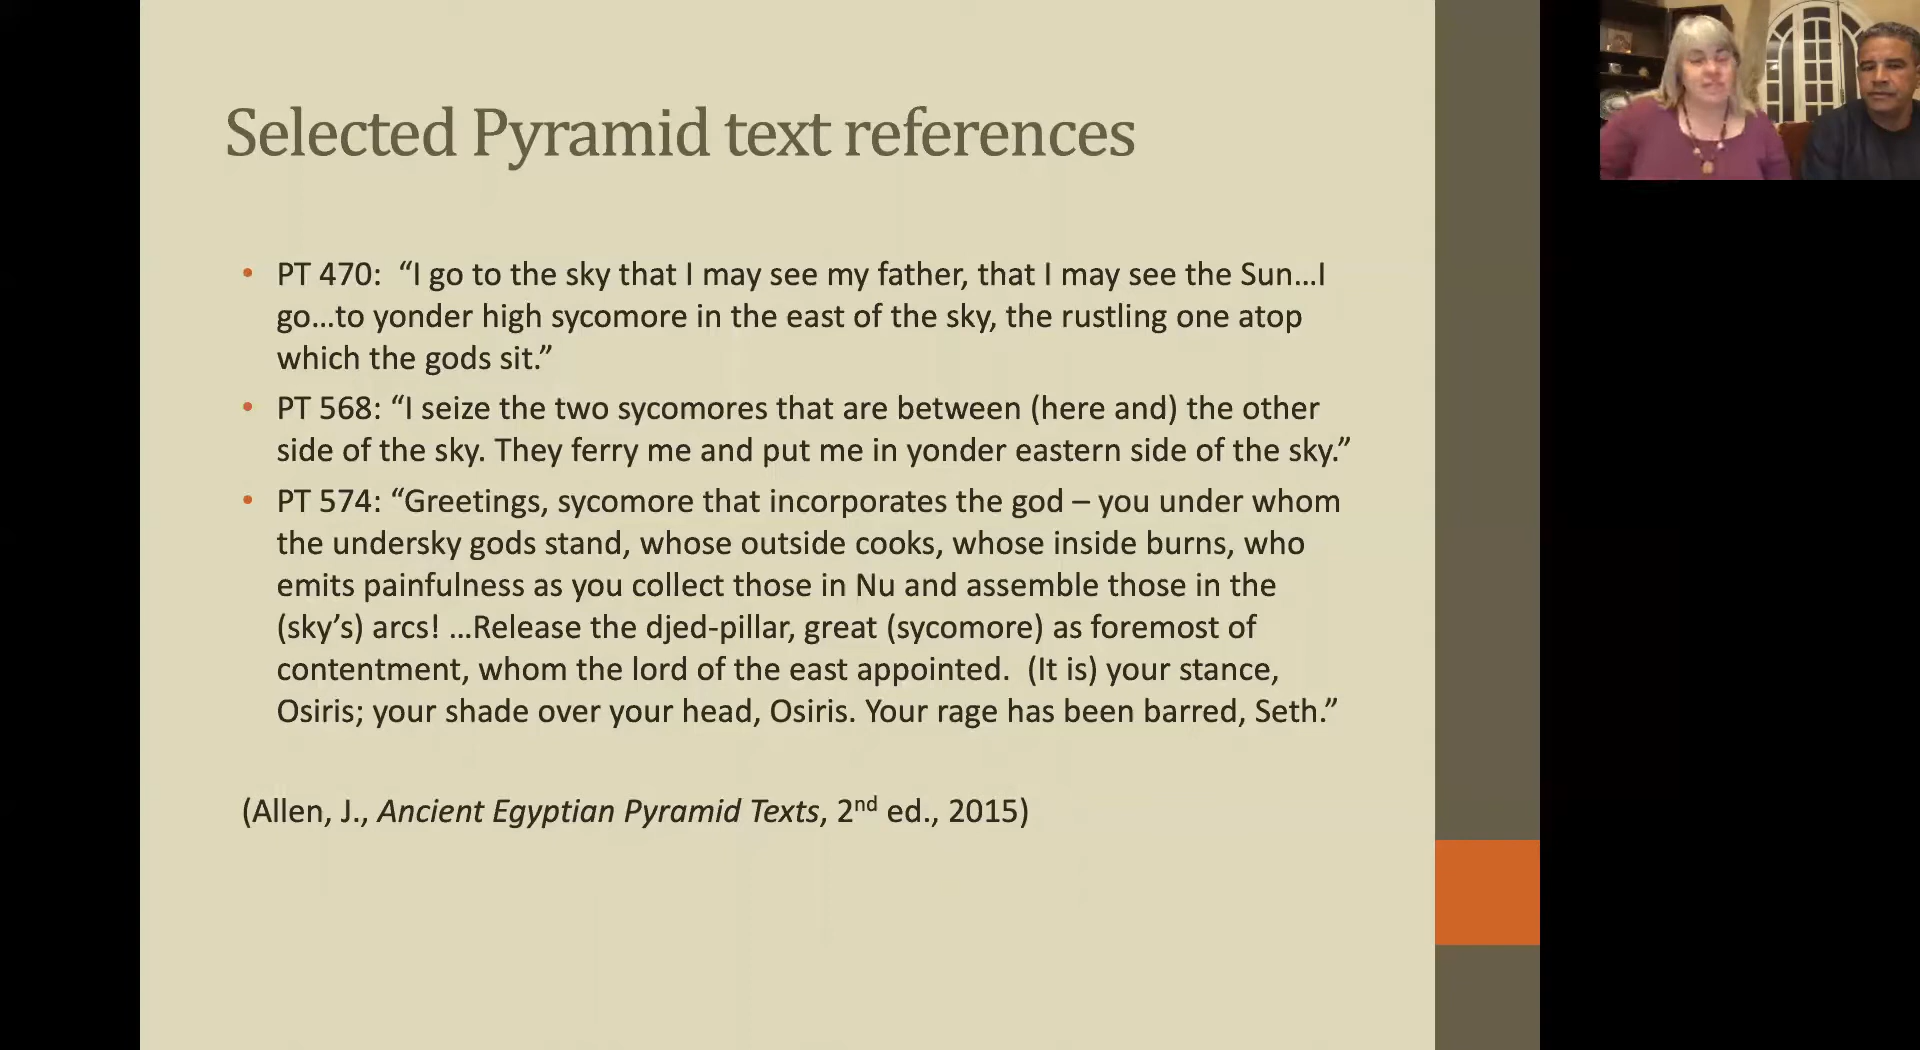 Selected Pyramid text references
• PT 470:  “I go to the sky that I may see my father, that I may see the Sun…I
go…to yonder high sycomore in the east of the sky, the rustling one atop
which the gods sit.”
• PT 568: “I seize the two sycomores that are between (here and) the other
side of the sky. They ferry me and put me in yonder eastern side of the sky.”
• PT 574: “Greetings, sycomore that incorporates the god – you under whom
the undersky gods stand, whose outside cooks, whose inside burns, who
emits painfulness as you collect those in Nu and assemble those in the
(sky’s) arcs! …Release the djed-pillar, great (sycomore) as foremost of
contentment, whom the lord of the east appointed.  (It is) your stance,
Osiris; your shade over your head, Osiris. Your rage has been barred, Seth.”
(Allen, J., Ancient Egyptian Pyramid Texts, 2nd ed., 2015)